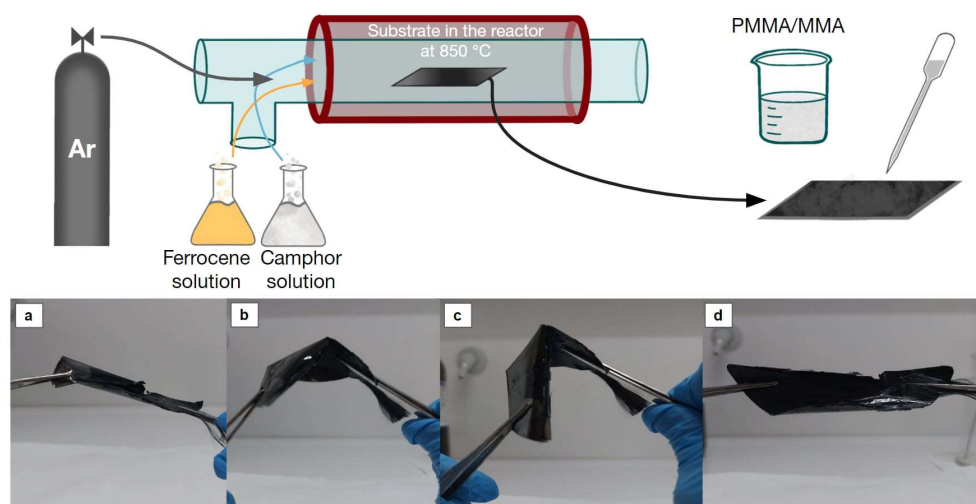 Substrate in the reactor
at 850 °C
PMMA/MMA
Ar
Ferrocene
solution
Camphor
solution
a
b
c
d